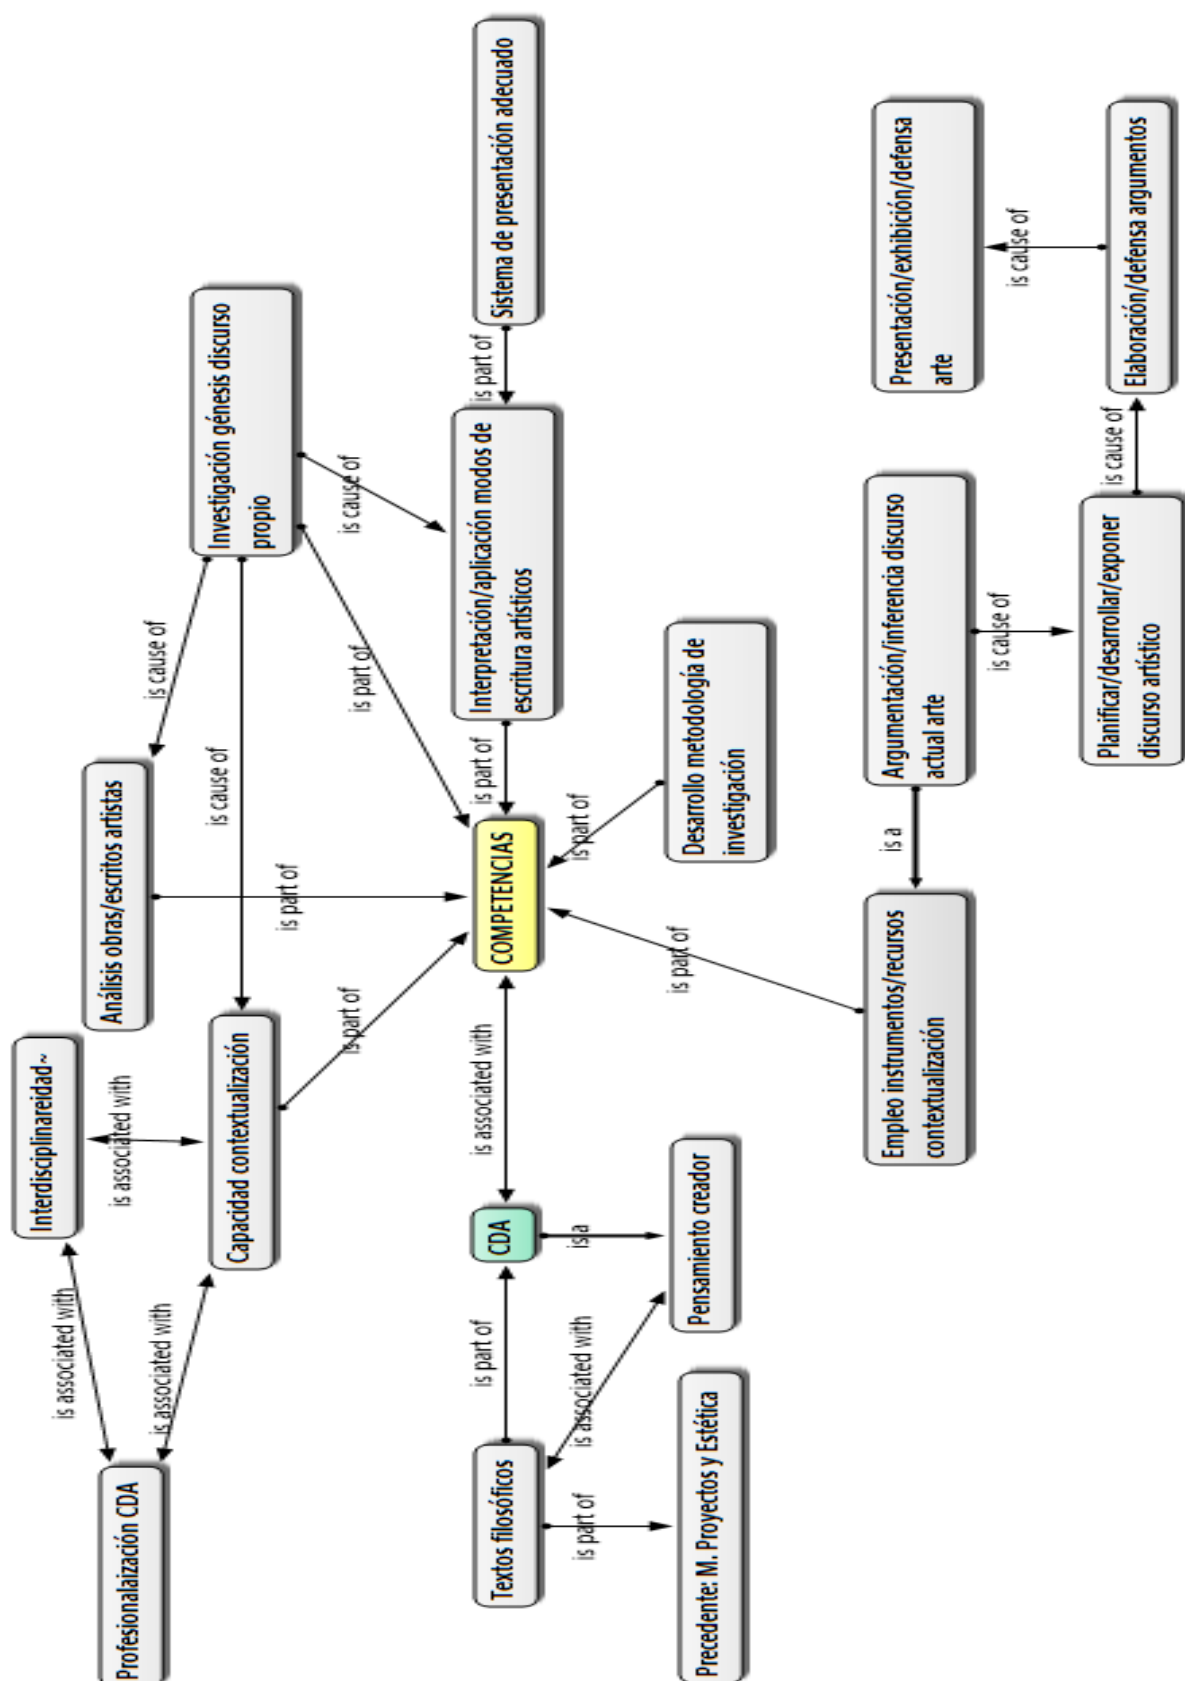 Interdisciplinareidad~
is associated with
Análisis obras/escritos artistas
is associated with
Profesionalaización CDA
is cause of
is associated with
Investigación génesis discurso
propio
is cause of
Capacidad contextualización
is part of
is cause of
is part of
is part of
Textos filosóficos
is part of
CDA
is associated with
COMPETENCIAS
is part of
Interpretación/aplicación modos de
escritura artísticos
is part of
Sistema de presentación adecuado
is part of
is associated with
is a
is part of
Precedente: M. Proyectos y Estética
Pensamiento creador
is part of
Desarrollo metodología de
investigación
Empleo instrumentos/recursos
contextualización
is a
Argumentación/inferencia discurso
actual arte
Presentación/exhibición/defensa
arte
is cause of
is cause of
Planificar/desarrollar/exponer
discurso artístico
is cause of
Elaboración/defensa argumentos